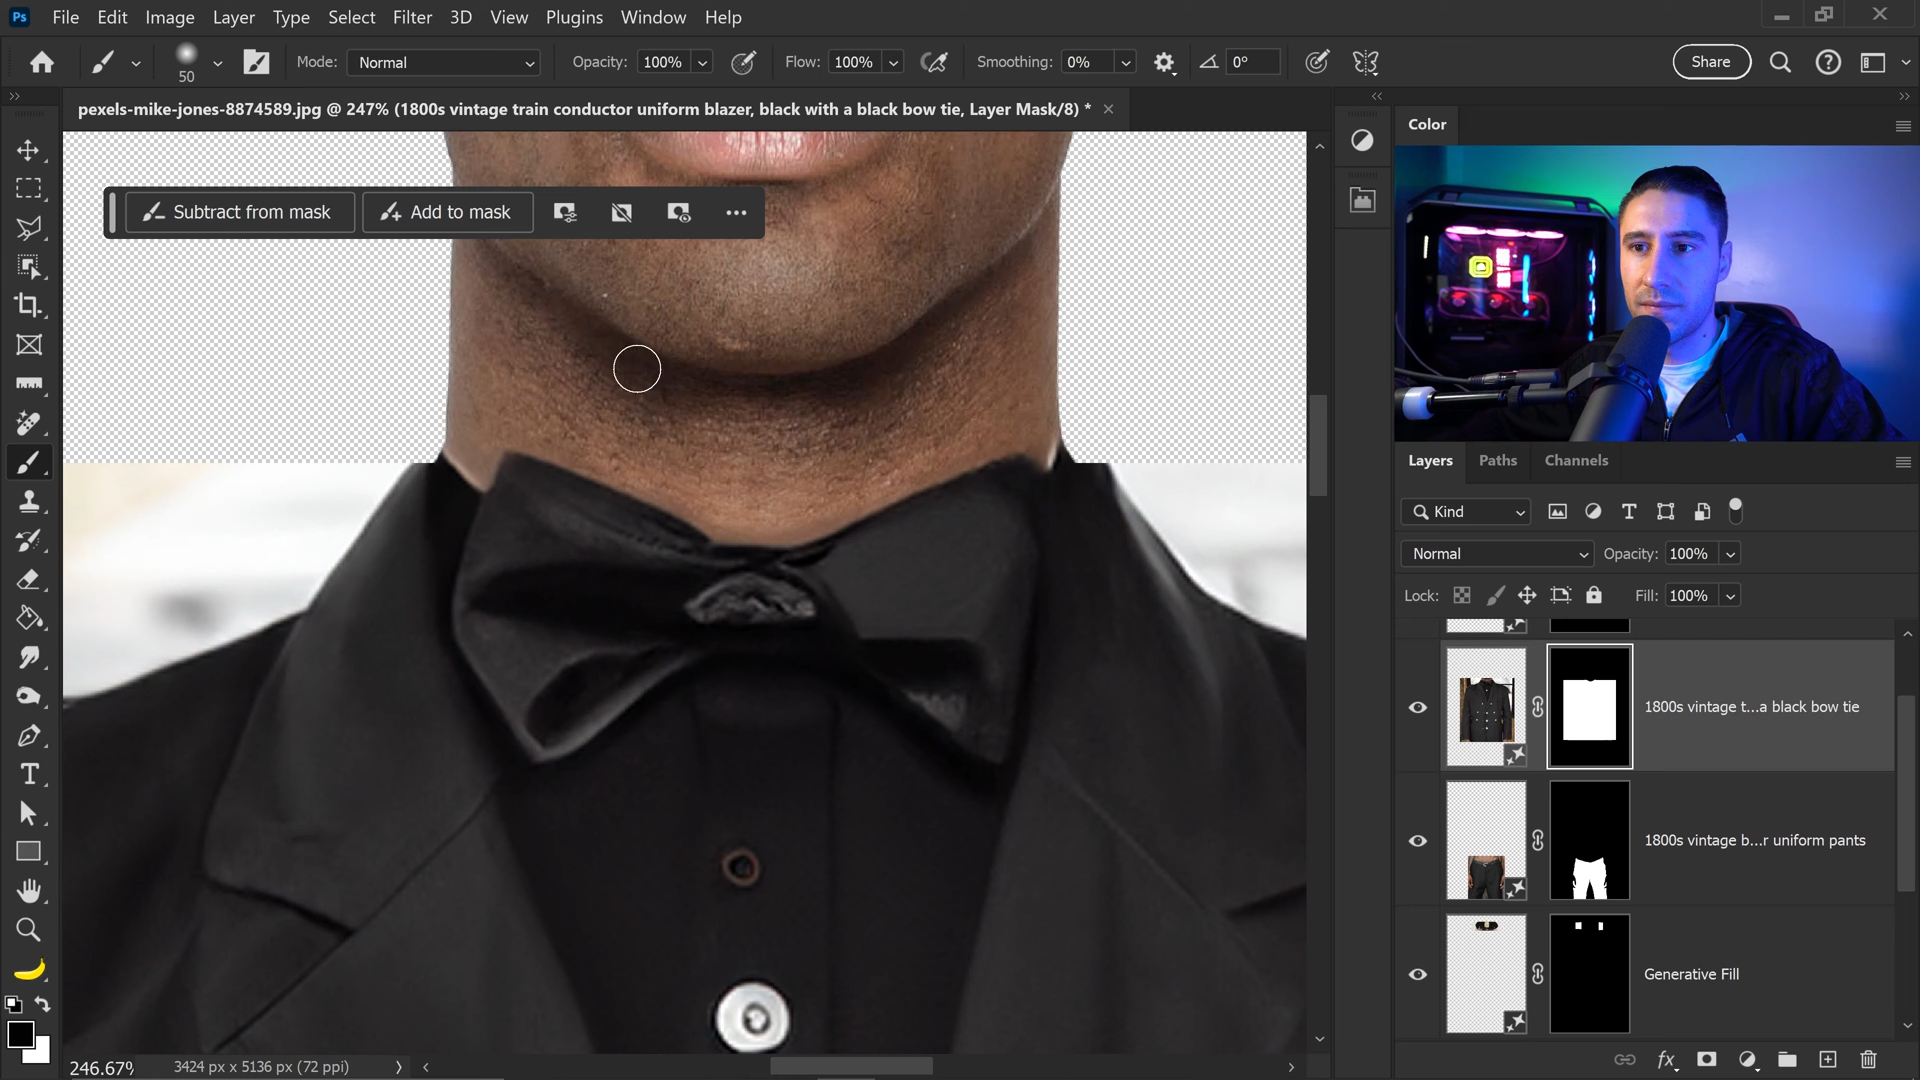 Ps File Edit Image Layer Type Select Filter 3D View Plugins Window Help
50 Mode: Normal Opacity: 100% Flow: 100% Smoothing: 0% 0° Share
pexels-mike-jones-8874589.jpg @ 247% (1800s vintage train conductor uniform blazer, black with a black bow tie, Layer Mask/8) *
Subtract from mask Add to mask
Color
Layers Paths Channels
Kind
Normal Opacity: 100%
Lock: Fill: 100%
1800s vintage t...a black bow tie
1800s vintage b...r uniform pants
Generative Fill
246.67% 3424 px x 5136 px (72 ppi)